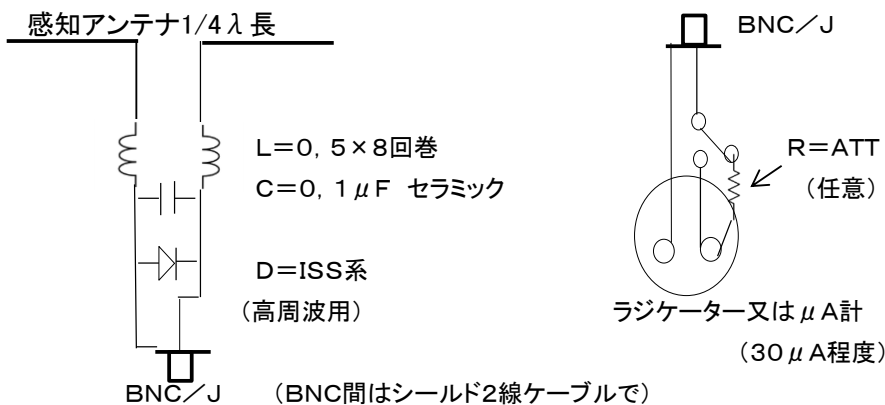 感知アンテナ1/4λ長
L=0,5×8回巻
C=0,1μF セラミック
D=ISS系
(高周波用)
BNC/J (BNC間はシールド2線ケーブルで)
BNC/J
R=ATT
(任意)
ラジケーター又はμA計
(30μA程度)